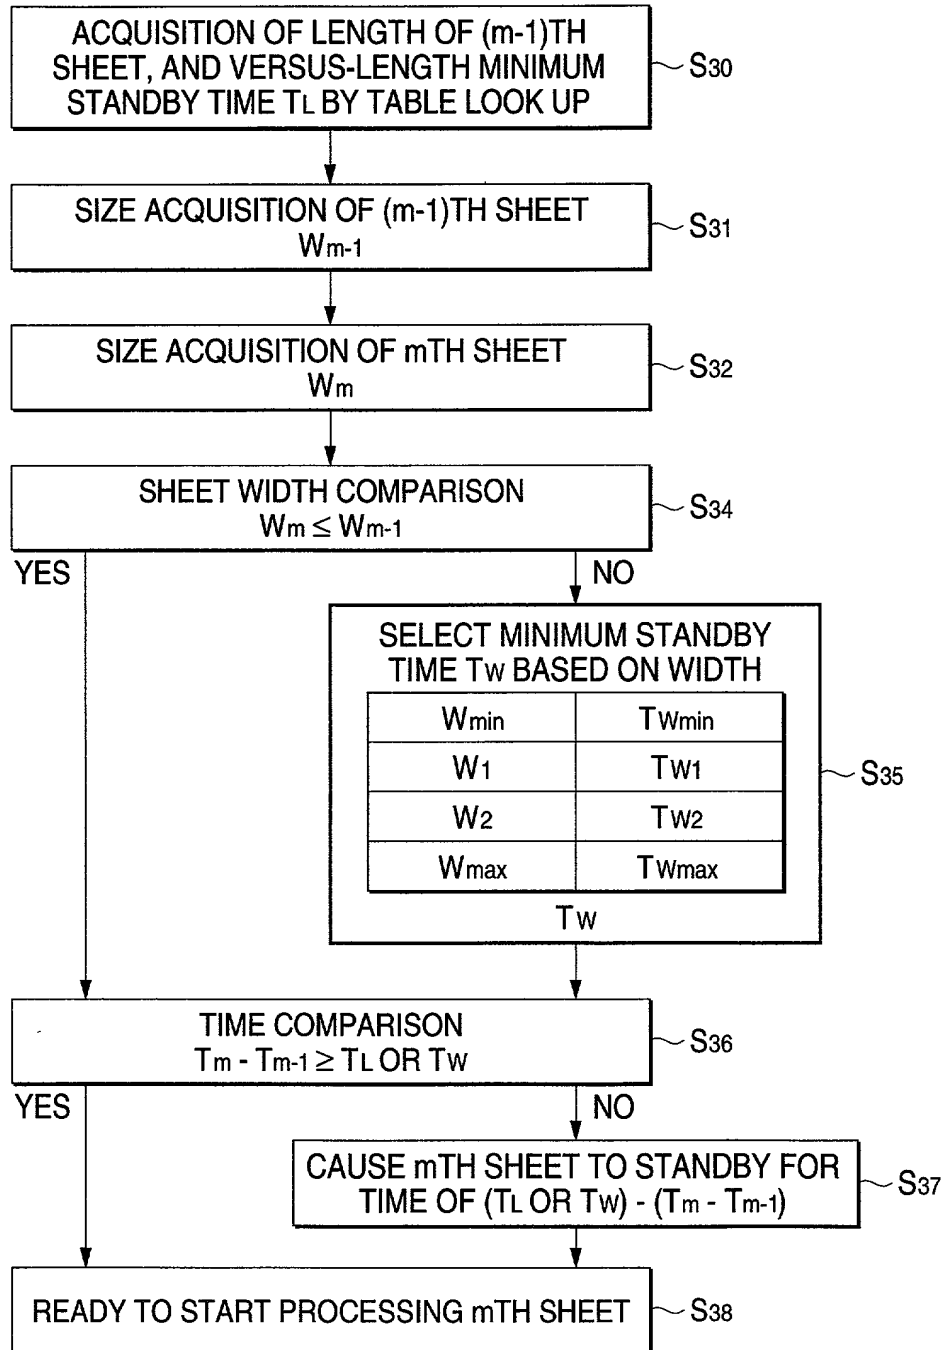 ACQUISITION OF LENGTH OF (m-1)TH
SHEET, AND VERSUS-LENGTH MINIMUM
STANDBY TIME TL BY TABLE LOOK UP
S30
SIZE ACQUISITION OF (m-1)TH SHEET
Wm-1
S31
SIZE ACQUISITION OF mTH SHEET
Wm
S32
SHEET WIDTH COMPARISON
Wm ≤ Wm-1
S34
YES
NO
SELECT MINIMUM STANDBY
TIME TW BASED ON WIDTH
Wmin TWmin
W1 TW1
W2 TW2
Wmax TWmax
TW
S35
TIME COMPARISON
Tm - Tm-1 ≥ TL OR TW
S36
YES
NO
CAUSE mTH SHEET TO STANDBY FOR
TIME OF (TL OR TW) - (Tm - Tm-1)
S37
READY TO START PROCESSING mTH SHEET
S38